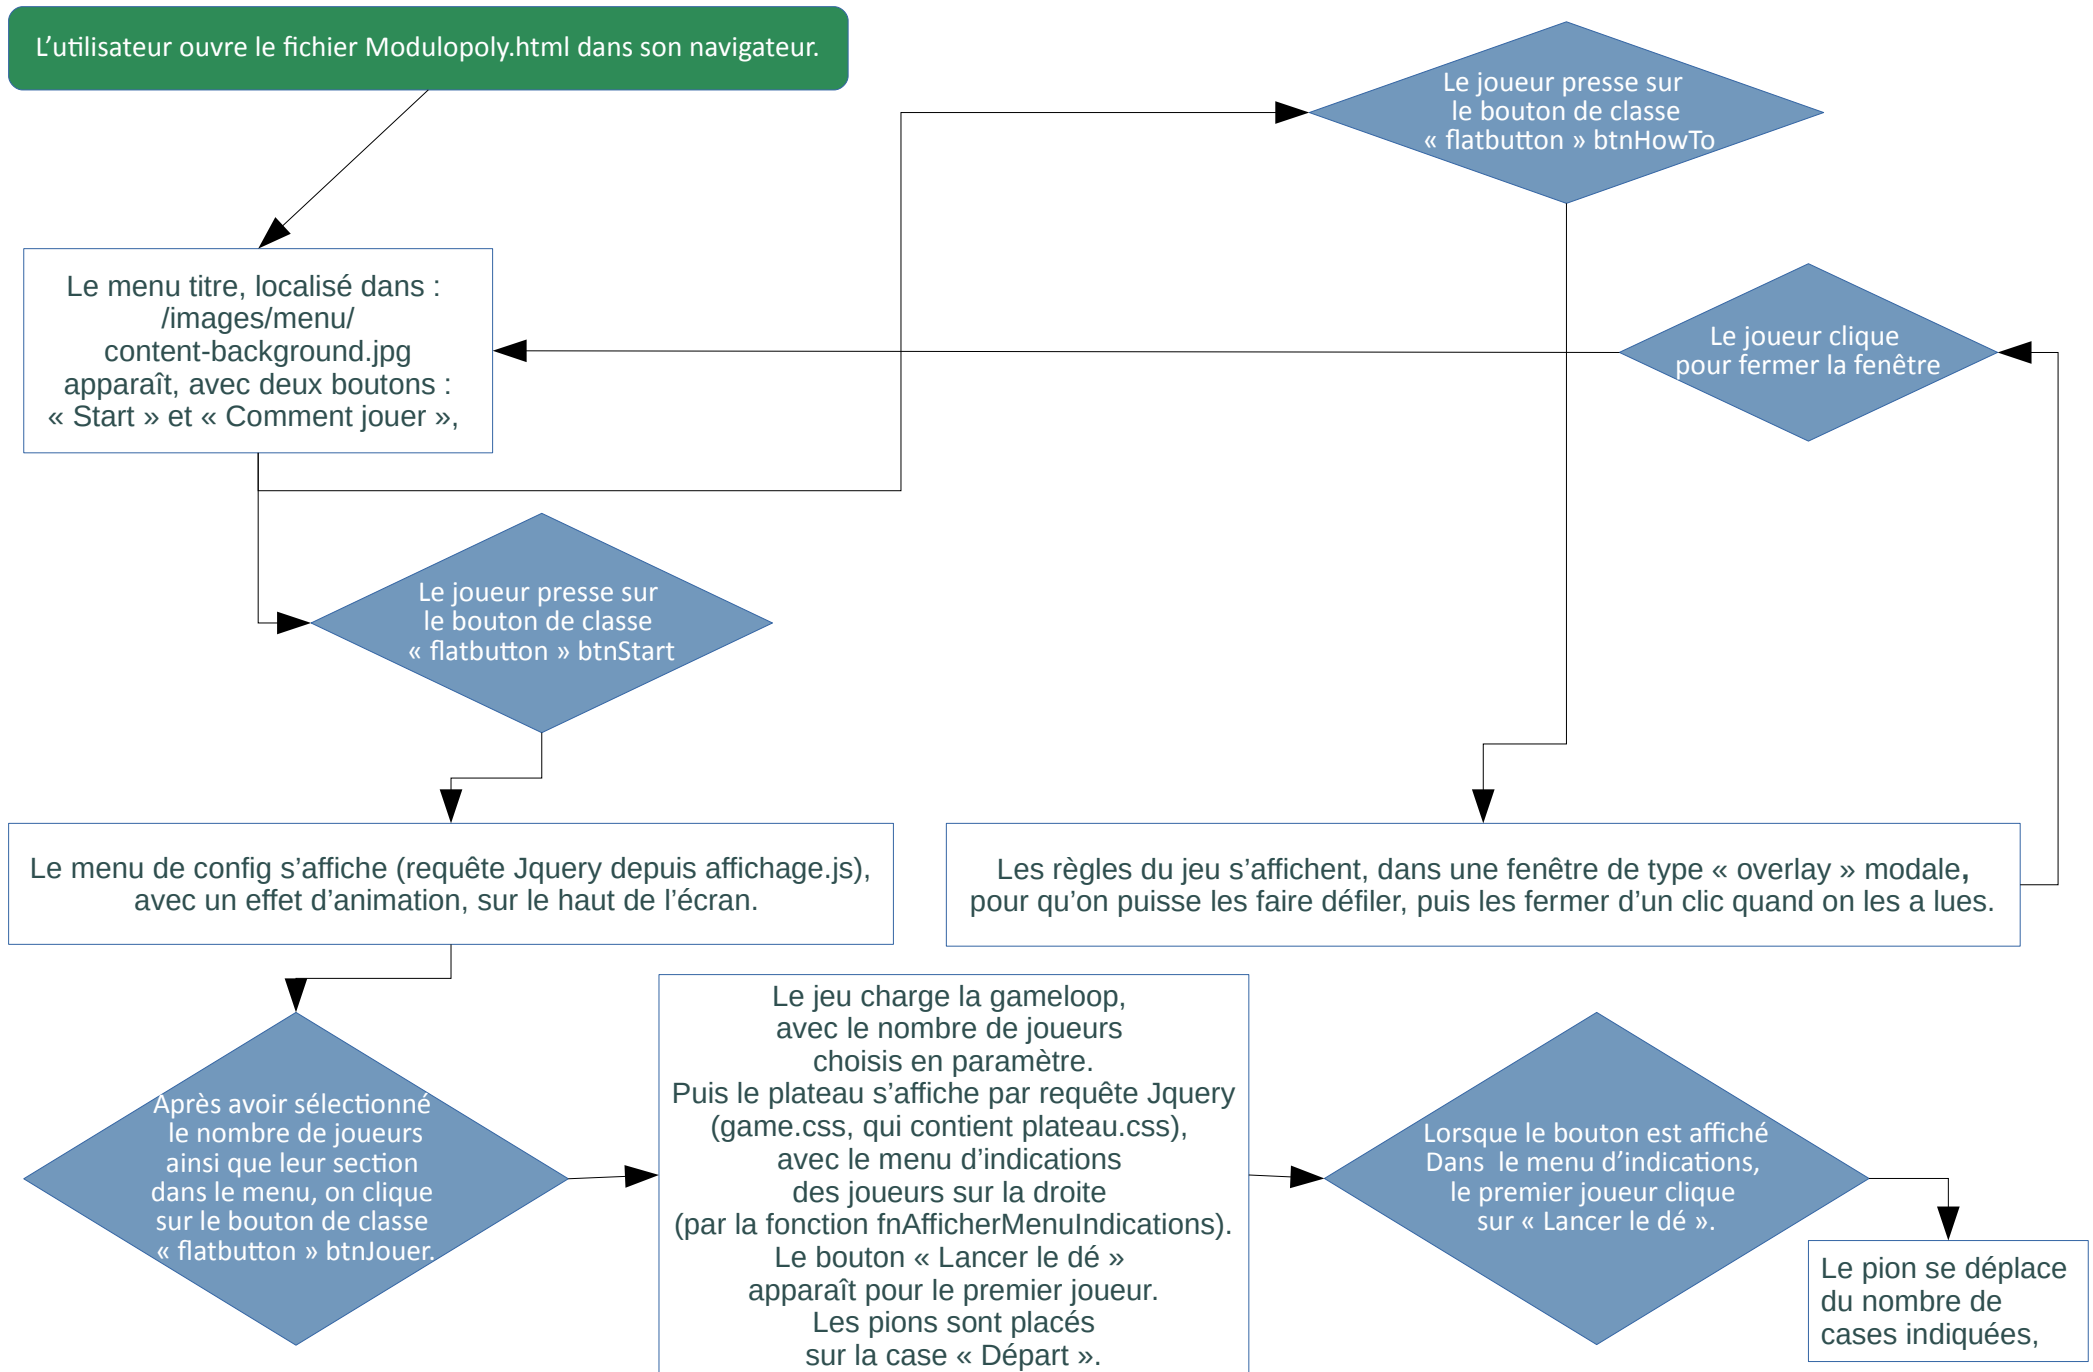 L’utilisateur ouvre le fichier Modulopoly.html dans son navigateur.
Le joueur presse sur
le bouton de classe
« flatbutton » btnHowTo
Le menu titre, localisé dans :
/images/menu/
content-background.jpg
apparaît, avec deux boutons :
« Start » et « Comment jouer »,
Le joueur clique
pour fermer la fenêtre
Le joueur presse sur
le bouton de classe
« flatbutton » btnStart
Le menu de config s’affiche (requête Jquery depuis affichage.js),
avec un effet d’animation, sur le haut de l’écran.
Les règles du jeu s’affichent, dans une fenêtre de type « overlay » modale,
pour qu’on puisse les faire défiler, puis les fermer d’un clic quand on les a lues.
Après avoir sélectionné
le nombre de joueurs
ainsi que leur section
dans le menu, on clique
sur le bouton de classe
« flatbutton » btnJouer.
Le jeu charge la gameloop,
avec le nombre de joueurs
choisis en paramètre.
Puis le plateau s’affiche par requête Jquery
(game.css, qui contient plateau.css),
avec le menu d’indications
des joueurs sur la droite
(par la fonction fnAfficherMenuIndications).
Le bouton « Lancer le dé »
apparaît pour le premier joueur.
Les pions sont placés
sur la case « Départ ».
Lorsque le bouton est affiché
Dans  le menu d’indications,
le premier joueur clique
sur « Lancer le dé ».
Le pion se déplace
du nombre de
cases indiquées,